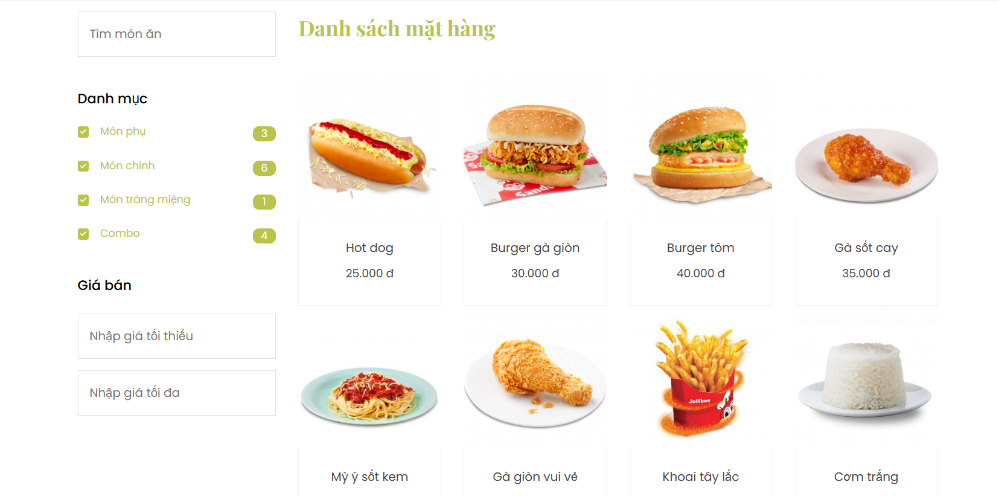 Tìm món ăn
Danh mục
Món phụ 3
Món chính 6
Món tráng miệng 1
Combo 4
Giá bán
Nhập giá tối thiểu
Nhập giá tối đa
Danh sách mặt hàng
Hot dog
25.000 đ
Burger gà giòn
30.000 đ
Burger tôm
40.000 đ
Gà sốt cay
35.000 đ
Jollibee
Mỳ ý sốt kem
Gà giòn vui vẻ
Khoai tây lắc
Cơm trắng